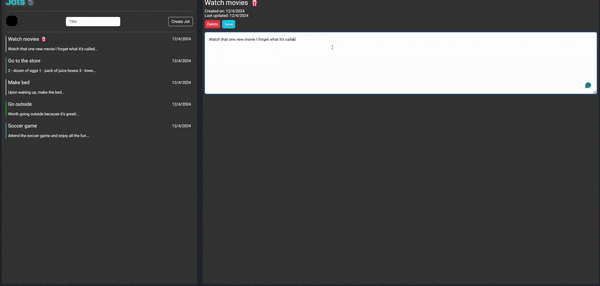 Jots 5
Title
Create Jot
Watch movies 🍿
12/4/2024
Watch that one new movie I forget what it's called...
Go to the store
12/4/2024
2 - dozen of eggs 1 - pack of juice boxes 3 - towe...
Make bed
12/4/2024
Upon waking up, make the bed...
Go outside
12/4/2024
Worth going outside because it's great!...
Soccer game
12/4/2024
Attend the soccer game and enjoy all the fun...
Watch movies 🍿
Created on: 12/4/2024
Last updated: 12/4/2024
Delete
Save
Watch that one new movie I forget what it's called!